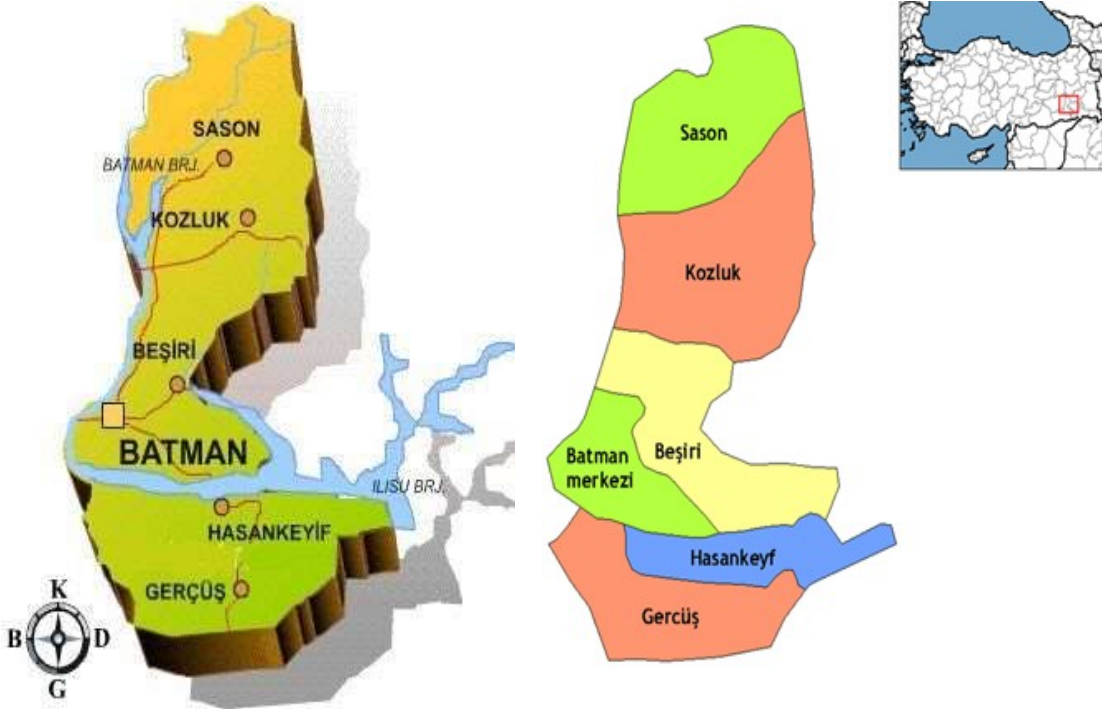 SASON
BATMAN BRJ.
KOZLUK
BEŞİRİ
BATMAN
ILISU BRJ.
HASANKEYİF
GERÇÜŞ
K
B
D
G
Sason
Kozluk
Beşiri
Batman
merkezi
Hasankeyf
Gercüş